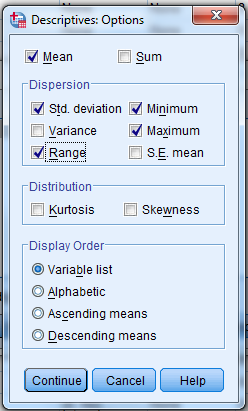 Descriptives: Options
Mean Sum
Dispersion
Std. deviation Minimum
Variance Maximum
Range S.E. mean
Distribution
Kurtosis Skewness
Display Order
Variable list
Alphabetic
Ascending means
Descending means
Continue Cancel Help